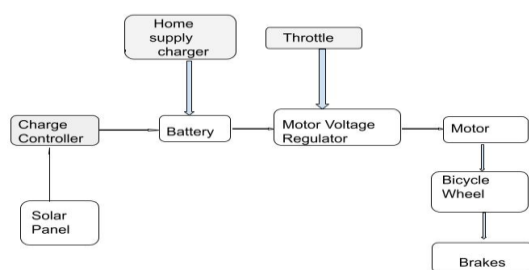 Home
supply
charger
Throttle
Charge
Controller
Battery
Motor Voltage
Regulator
Motor
Bicycle
Wheel
Solar
Panel
Brakes